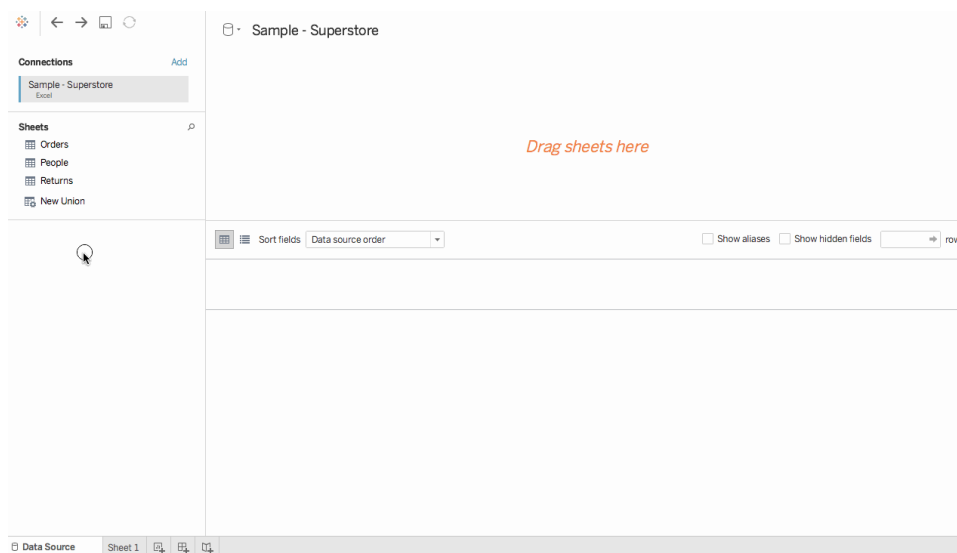 Sample - Superstore
Connections Add
Sample - Superstore
Excel
Sheets
Orders
People
Returns
New Union
Drag sheets here
Sort fields Data source order Show aliases Show hidden fields
Data Source Sheet 1